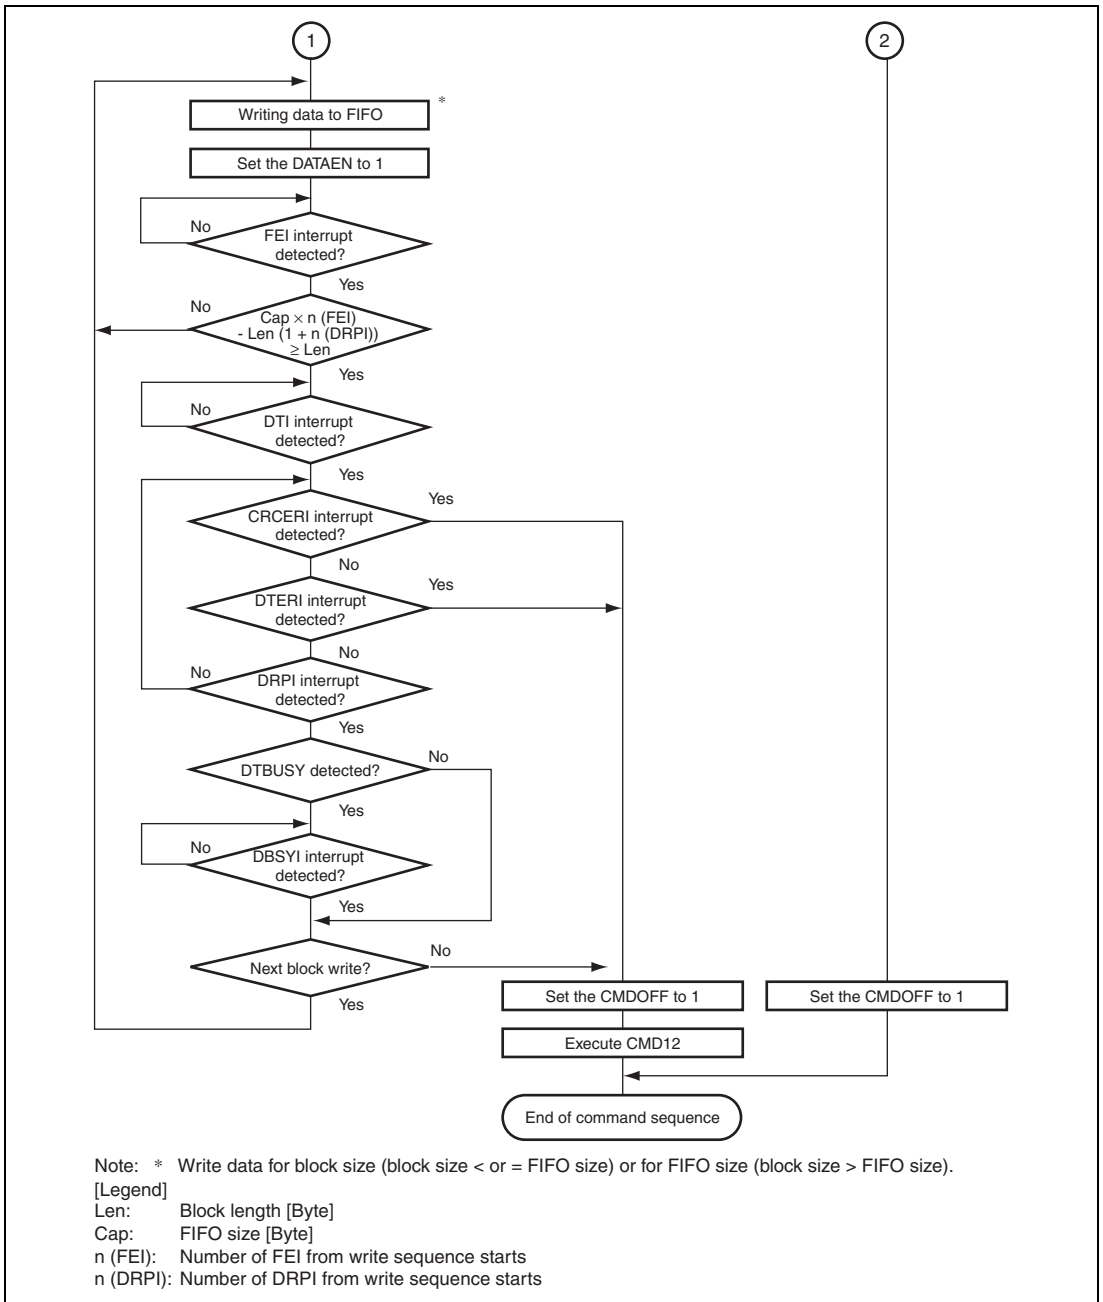 1
2
Writing data to FIFO
*
Set the DATAEN to 1
No
FEI interrupt
detected?
Yes
No
Cap × n (FEI)
- Len (1 + n (DRPI))
≥ Len
Yes
No
DTI interrupt
detected?
Yes
CRCERI interrupt
detected?
Yes
No
DTERI interrupt
detected?
Yes
No
No
DRPI interrupt
detected?
Yes
DTBUSY detected?
No
Yes
No
DBSYI interrupt
detected?
Yes
Next block write?
No
Yes
Set the CMDOFF to 1
Set the CMDOFF to 1
Execute CMD12
End of command sequence
Note: * Write data for block size (block size < or = FIFO size) or for FIFO size (block size > FIFO size).
[Legend]
Len: Block length [Byte]
Cap: FIFO size [Byte]
n (FEI): Number of FEI from write sequence starts
n (DRPI): Number of DRPI from write sequence starts